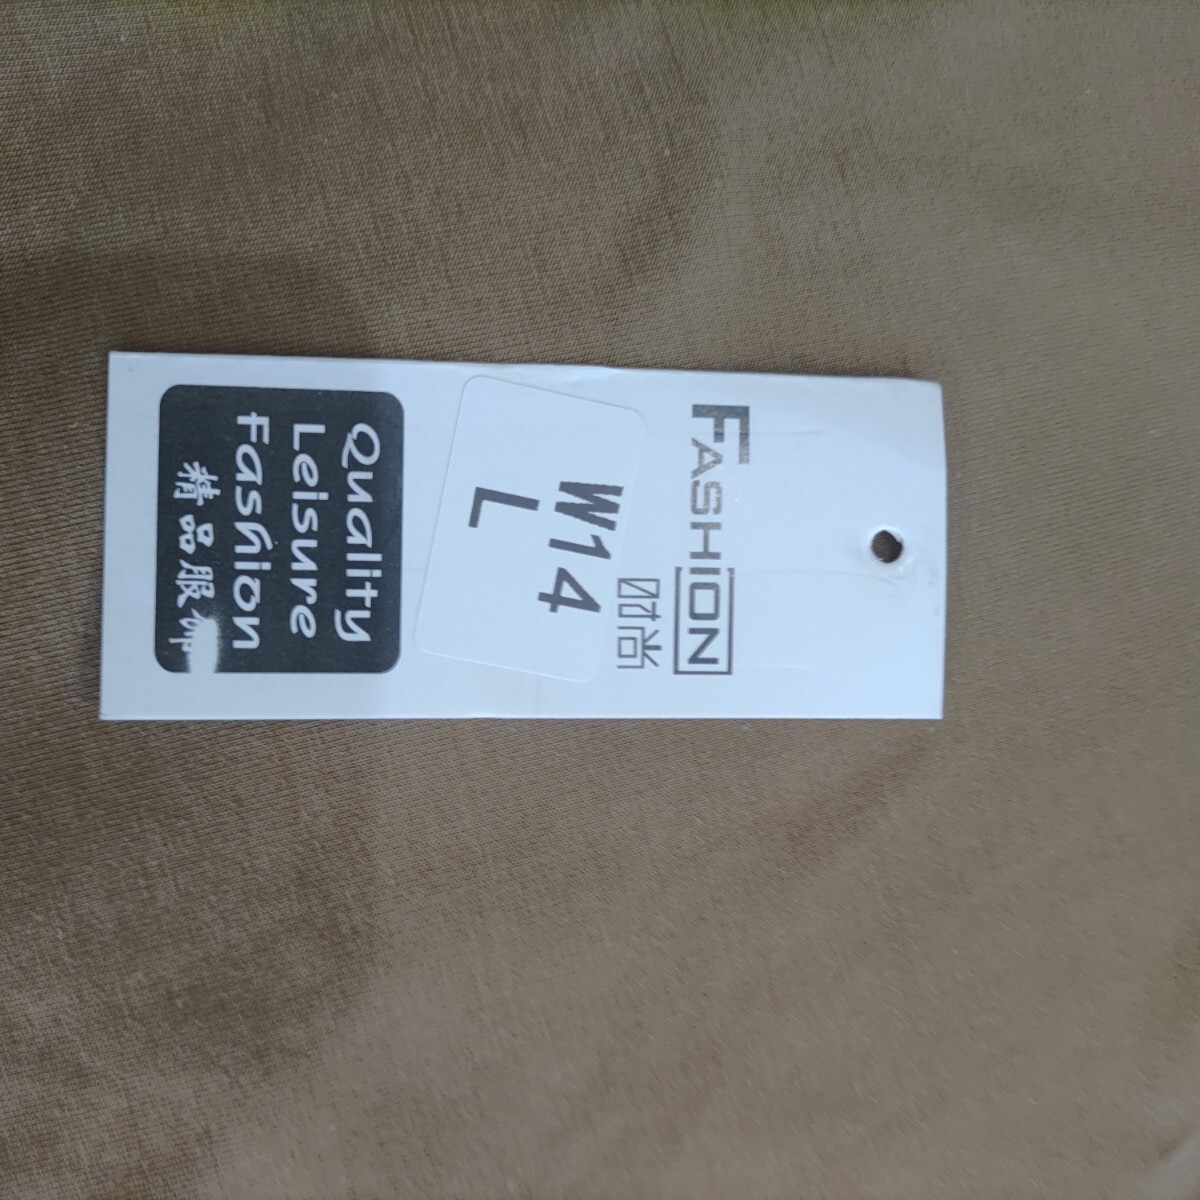 FASHION
时尚
W14
L
Quality
Leisure
Fashion
精品服饰